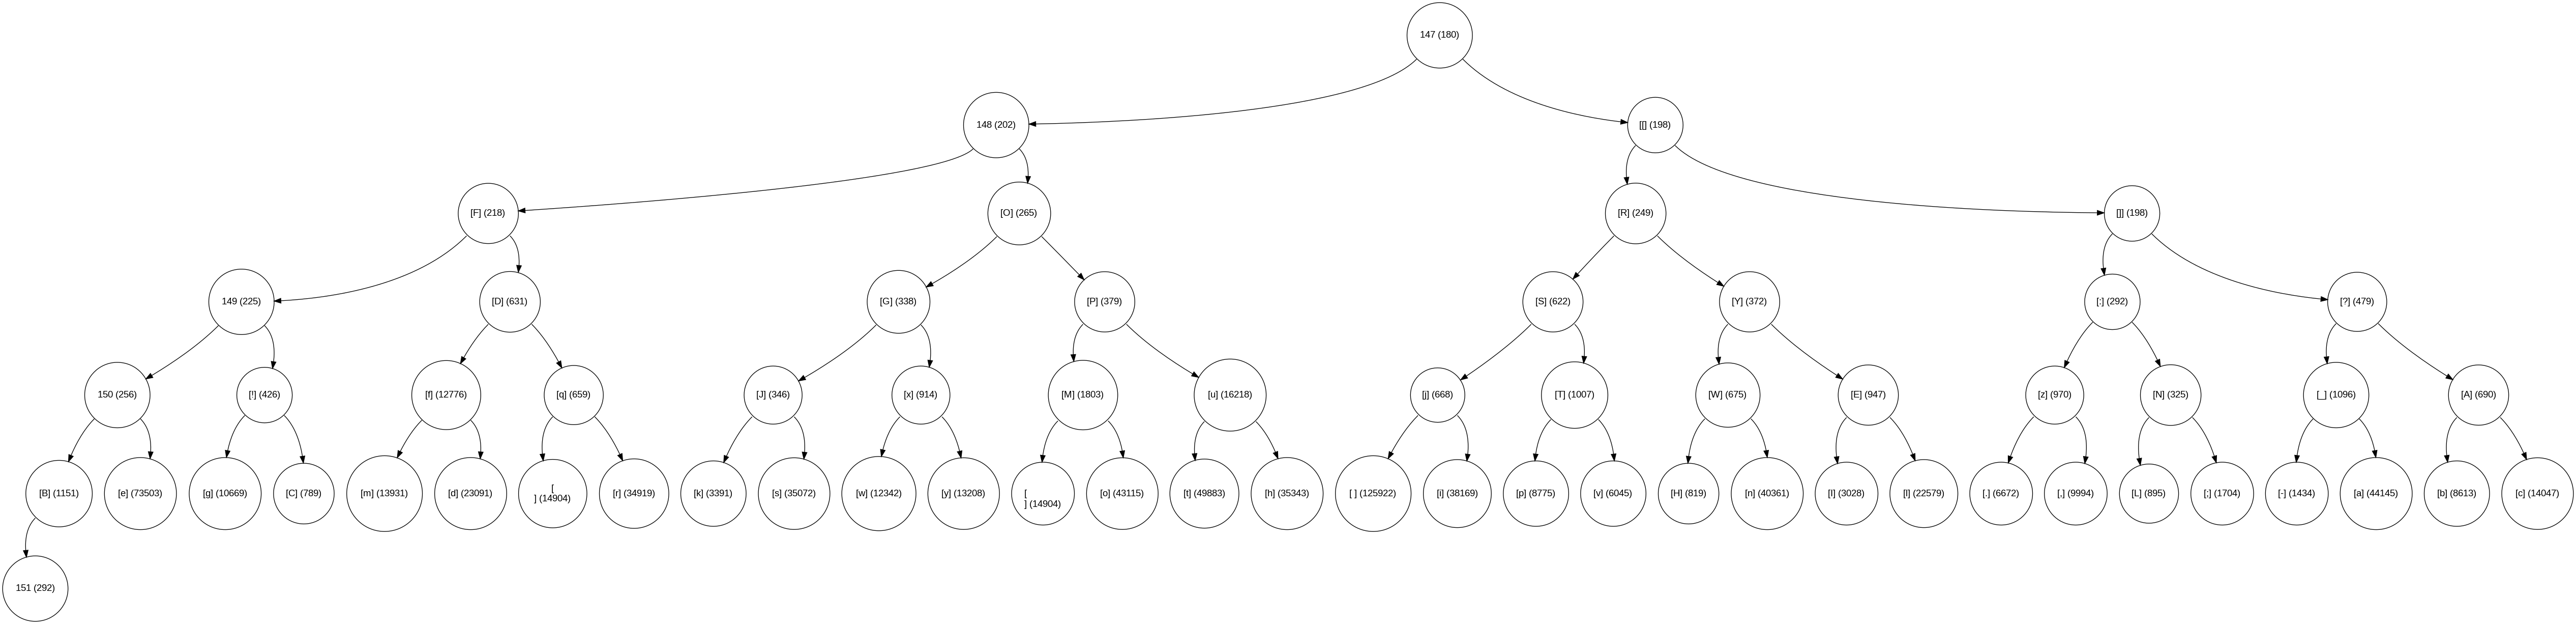 147 (180)
148 (202)
[[] (198)
[F] (218)
[O] (265)
[R] (249)
[]] (198)
149 (225)
[D] (631)
[G] (338)
[P] (379)
[S] (622)
[Y] (372)
[:] (292)
[?] (479)
150 (256)
[!] (426)
[f] (12776)
[q] (659)
[J] (346)
[x] (914)
[M] (1803)
[u] (16218)
[j] (668)
[T] (1007)
[W] (675)
[E] (947)
[z] (970)
[N] (325)
[_] (1096)
[A] (690)
[B] (1151)
[e] (73503)
[g] (10669)
[C] (789)
[m] (13931)
[d] (23091)
[
] (14904)
[r] (34919)
[k] (3391)
[s] (35072)
[w] (12342)
[y] (13208)
[
] (14904)
[o] (43115)
[t] (49883)
[h] (35343)
[ ] (125922)
[i] (38169)
[p] (8775)
[v] (6045)
[H] (819)
[n] (40361)
[I] (3028)
[l] (22579)
[.] (6672)
[,] (9994)
[L] (895)
[;] (1704)
[-] (1434)
[a] (44145)
[b] (8613)
[c] (14047)
151 (292)